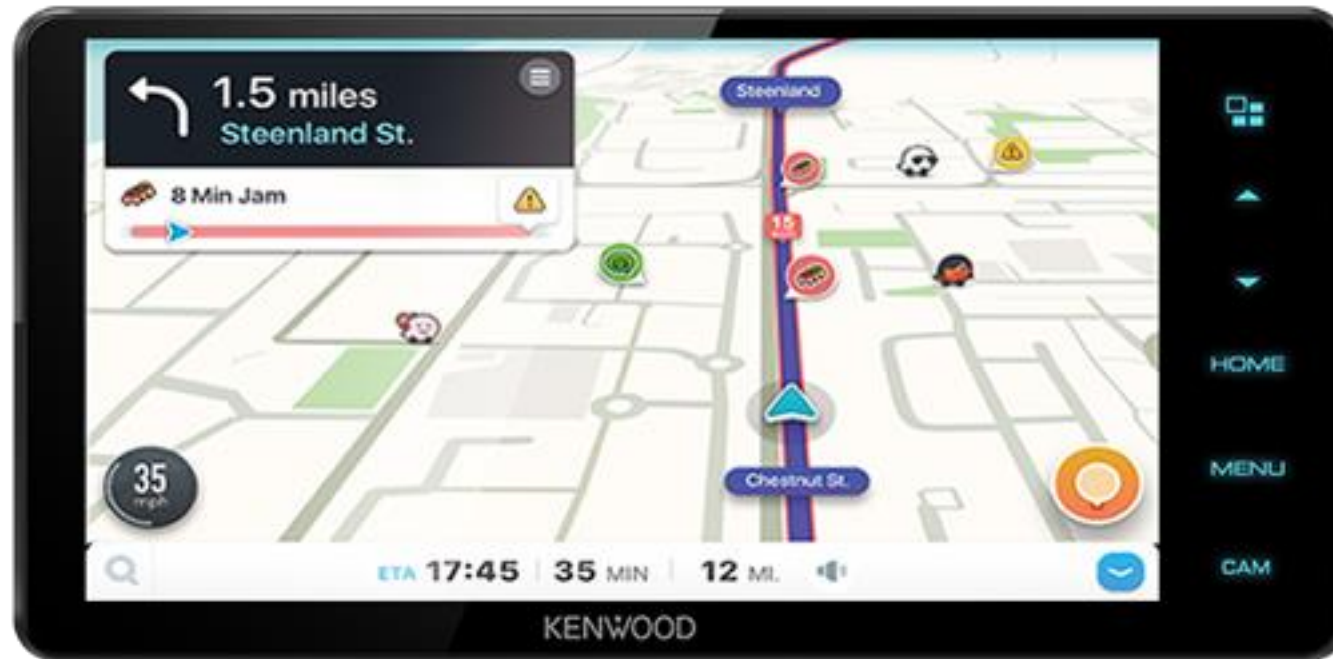 1.5 miles
Steenland St.
8 Min Jam
Steenland
15
35
mph
Chestnut St.
ETA 17:45 35 MIN 12 MI.
HOME
MENU
CAM
KENWOOD